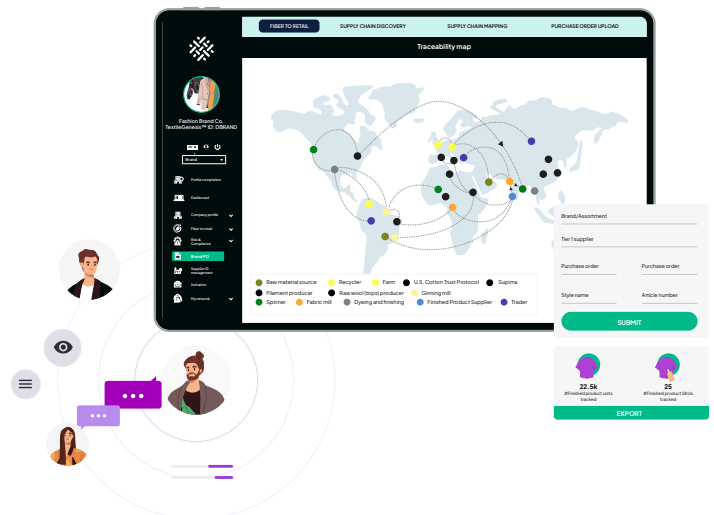 FIBER TO RETAIL
SUPPLY CHAIN DISCOVERY
SUPPLY CHAIN MAPPING
PURCHASE ORDER UPLOAD
Traceability map
Fashion Brand Co.
TextileGenesis™ ID: DBRAND
Brand
Profile completion
Dashboard
Company profile
Fiber to retail
Risk &
Compliance
Brand PO
Supplier ID
management
Invitation
My network
Raw material source
Recycler
Farm
U.S. Cotton Trust Protocol
Supima
Filament producer
Raw wool (tops) producer
Ginning mill
Spinner
Fabric mill
Dyeing and finishing
Finished Product Supplier
Trader
Brand/Assortment
Tier 1 supplier
Purchase order
Purchase order
Style name
Article number
SUBMIT
22.5k
#Finished product units
tracked
25
#Finished product SKUs
tracked
EXPORT